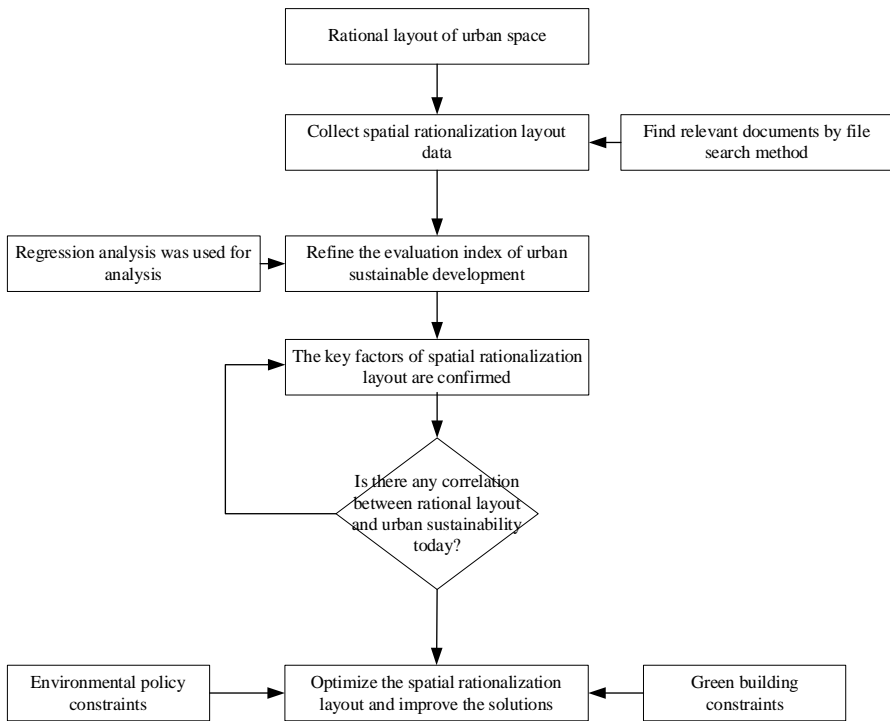 Rational layout of urban space
Collect spatial rationalization layout
data
Find relevant documents by file
search method
Regression analysis was used for
analysis
Refine the evaluation index of urban
sustainable development
The key factors of spatial rationalization
layout are confirmed
Is there any correlation
between rational layout
and urban sustainability
today?
Environmental policy
constraints
Optimize the spatial rationalization
layout and improve the solutions
Green building
constraints